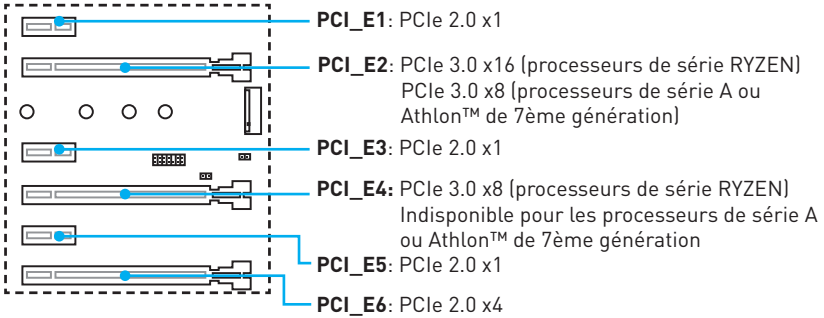 PCI_E1: PCIe 2.0 x1
PCI_E2: PCIe 3.0 x16 (processeurs de série RYZEN)
PCIe 3.0 x8 (processeurs de série A ou
Athlon™ de 7ème génération)
PCI_E3: PCIe 2.0 x1
PCI_E4: PCIe 3.0 x8 (processeurs de série RYZEN)
Indisponible pour les processeurs de série A
ou Athlon™ de 7ème génération
PCI_E5: PCIe 2.0 x1
PCI_E6: PCIe 2.0 x4